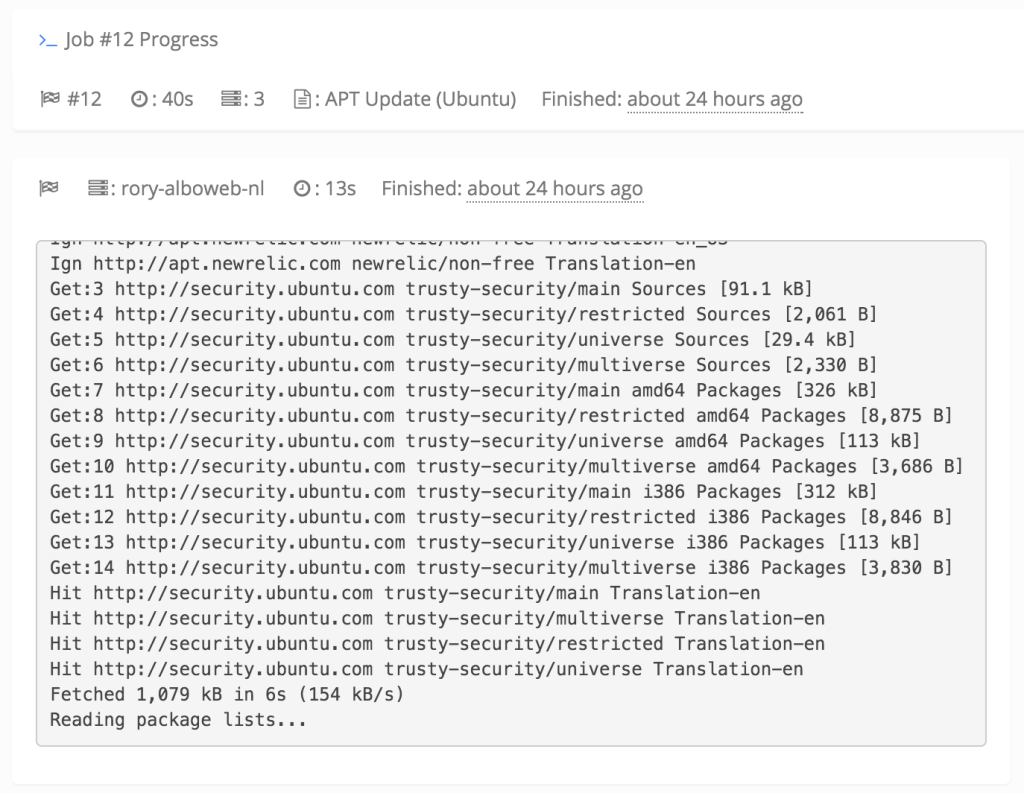 >_ Job #12 Progress
#12 : 40s : 3 : APT Update (Ubuntu) Finished: about 24 hours ago
: rory-alboweb-nl : 13s Finished: about 24 hours ago
Ign http://apt.newrelic.com newrelic/non-free Translation-en_US
Ign http://apt.newrelic.com newrelic/non-free Translation-en
Get:3 http://security.ubuntu.com trusty-security/main Sources [91.1 kB]
Get:4 http://security.ubuntu.com trusty-security/restricted Sources [2,061 B]
Get:5 http://security.ubuntu.com trusty-security/universe Sources [29.4 kB]
Get:6 http://security.ubuntu.com trusty-security/multiverse Sources [2,330 B]
Get:7 http://security.ubuntu.com trusty-security/main amd64 Packages [326 kB]
Get:8 http://security.ubuntu.com trusty-security/restricted amd64 Packages [8,875 B]
Get:9 http://security.ubuntu.com trusty-security/universe amd64 Packages [113 kB]
Get:10 http://security.ubuntu.com trusty-security/multiverse amd64 Packages [3,686 B]
Get:11 http://security.ubuntu.com trusty-security/main i386 Packages [312 kB]
Get:12 http://security.ubuntu.com trusty-security/restricted i386 Packages [8,846 B]
Get:13 http://security.ubuntu.com trusty-security/universe i386 Packages [113 kB]
Get:14 http://security.ubuntu.com trusty-security/multiverse i386 Packages [3,830 B]
Hit http://security.ubuntu.com trusty-security/main Translation-en
Hit http://security.ubuntu.com trusty-security/multiverse Translation-en
Hit http://security.ubuntu.com trusty-security/restricted Translation-en
Hit http://security.ubuntu.com trusty-security/universe Translation-en
Fetched 1,079 kB in 6s (154 kB/s)
Reading package lists...